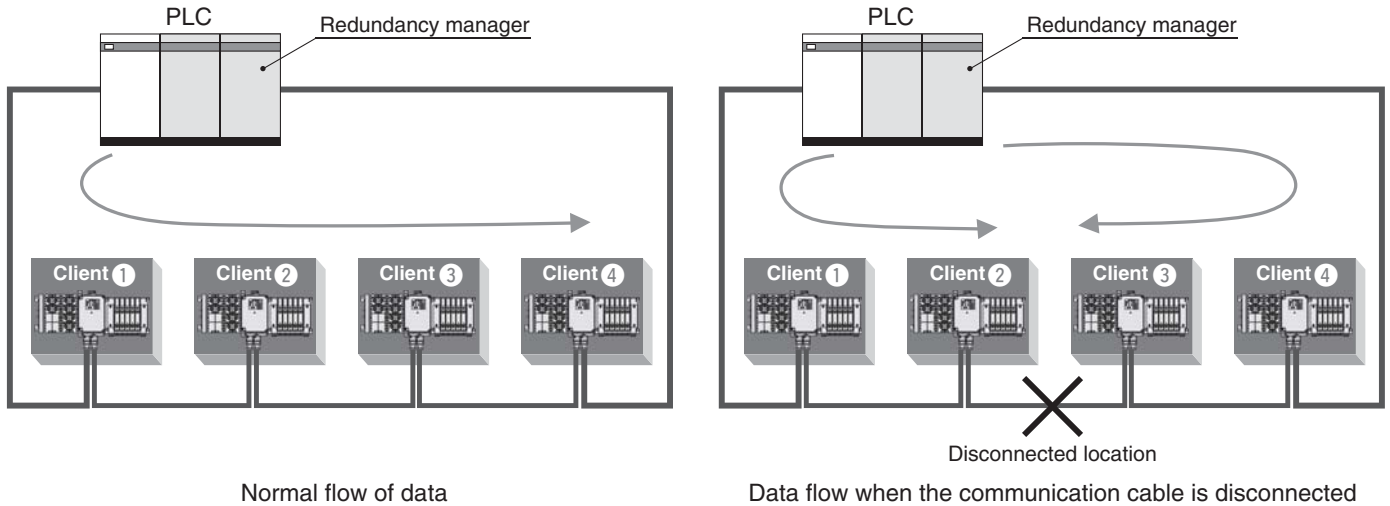 PLC
Redundancy manager
Client 1
Client 2
Client 3
Client 4
Normal flow of data
PLC
Redundancy manager
Client 1
Client 2
Client 3
Client 4
Disconnected location
Data flow when the communication cable is disconnected